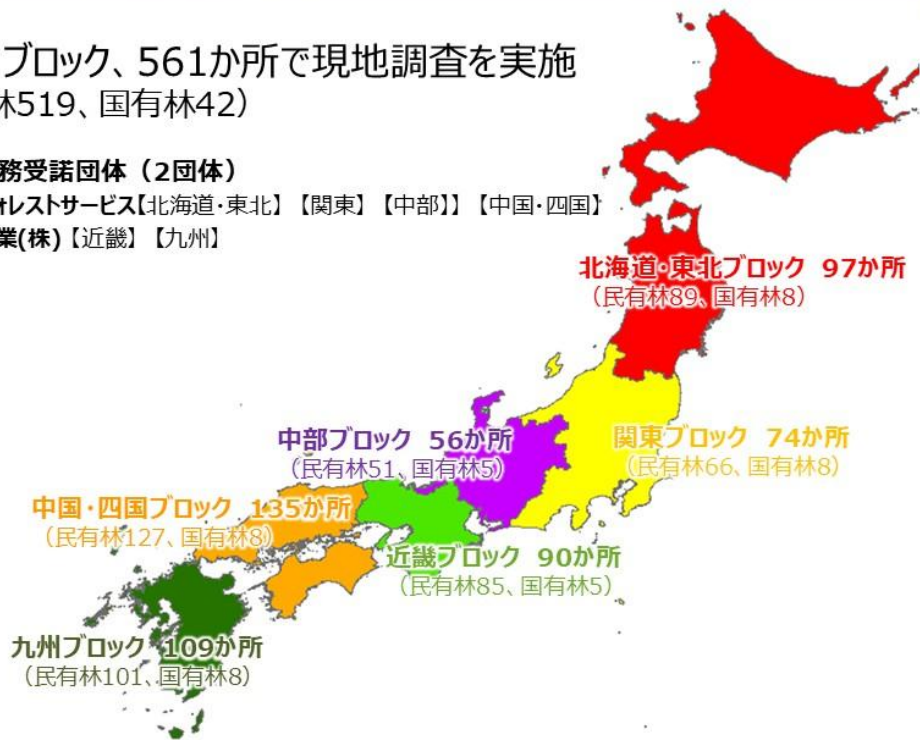 ブロック、561か所で現地調査を実施
林519、国有林42）
務受諾団体（2団体）
ォレストサービス【北海道・東北】【関東】【中部】】【中国・四国】
業(株)【近畿】【九州】
北海道・東北ブロック 97か所
（民有林89、国有林8）
中部ブロック 56か所
（民有林51、国有林5）
関東ブロック 74か所
（民有林66、国有林8）
中国・四国ブロック 135か所
（民有林127、国有林8）
近畿ブロック 90か所
（民有林85、国有林5）
九州ブロック 109か所
（民有林101、国有林8）